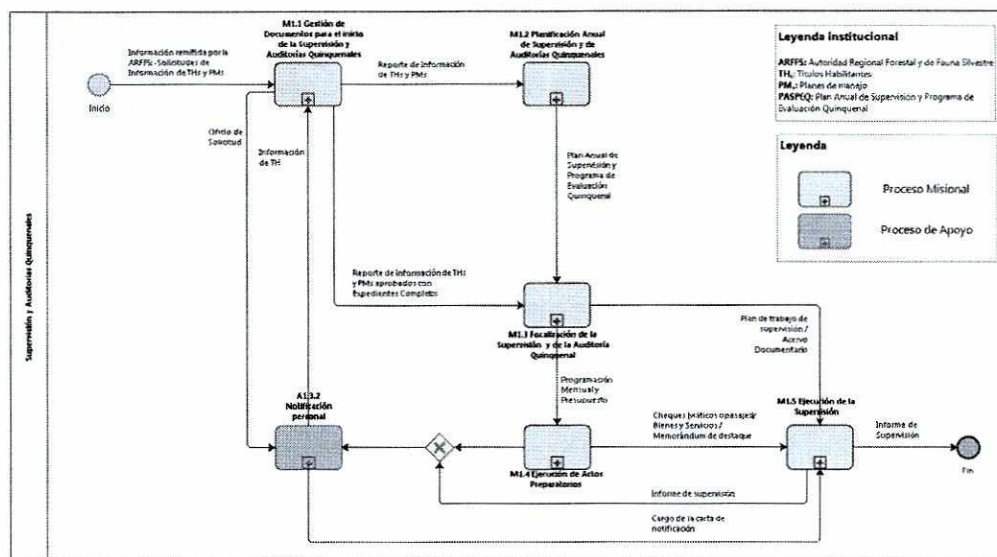 Supervisión y Auditorías Quinquenales
Inicio
Información remitida por la
ARFFS - Solicitudes de
Información de THs y PMs
M1.1 Gestión de
Documentos para el inicio
de la Supervisión y
Auditorías Quinquenales
Reporte de Información
de THs y PMs
M1.2 Planificación Anual
de Supervisión y de
Auditorías Quinquenales
Leyenda institucional
ARFFS: Autoridad Regional Forestal y de Fauna Silvestre
TH,: Títulos Habilitantes
PM,: Planes de manejo
PASPEQ: Plan Anual de Supervisión y Programa de
Evaluación Quinquenal
Leyenda
Proceso Misional
Proceso de Apoyo
Oficio de
Solicitud
Información
de TH
Plan Anual de
Supervisión y
Programa de
Evaluación
Quinquenal
Reporte de Información de THs
y PMs aprobados con
Expedientes Completos
M1.3 Focalización de la
Supervisión y de la Auditoría
Quinquenal
Plan de trabajo de
supervisión /
Acervo
Documentario
Programación
Mensual y
Presupuesto
A1.3.2
Notificación
personal
M1.4 Ejecución de Actos
Preparatorios
Cheques (viáticos o pasajes)/
Bienes y Servicios /
Memorándum de destaque
M1.5 Ejecución de la
Supervisión
Informe de
Supervisión
Fin
Informe de supervisión
Cargo de la carta de
notificación